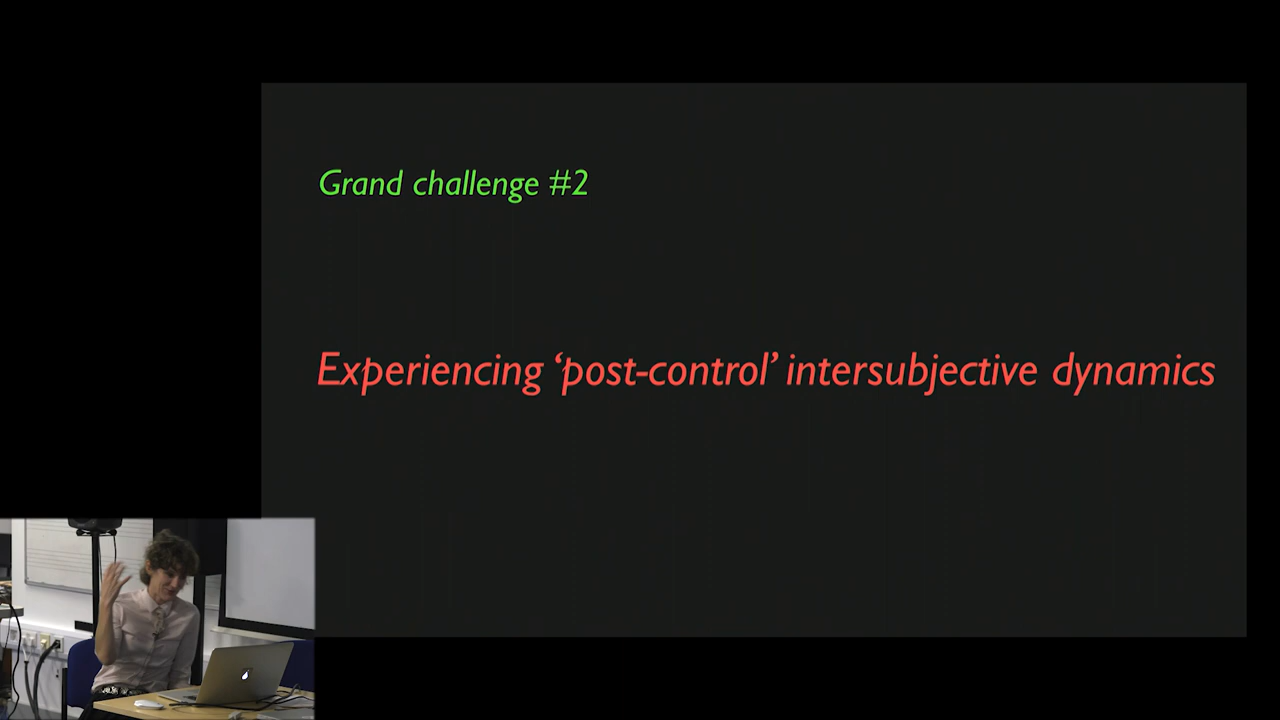 Grand challenge #2
Experiencing ‘post-control’ intersubjective dynamics